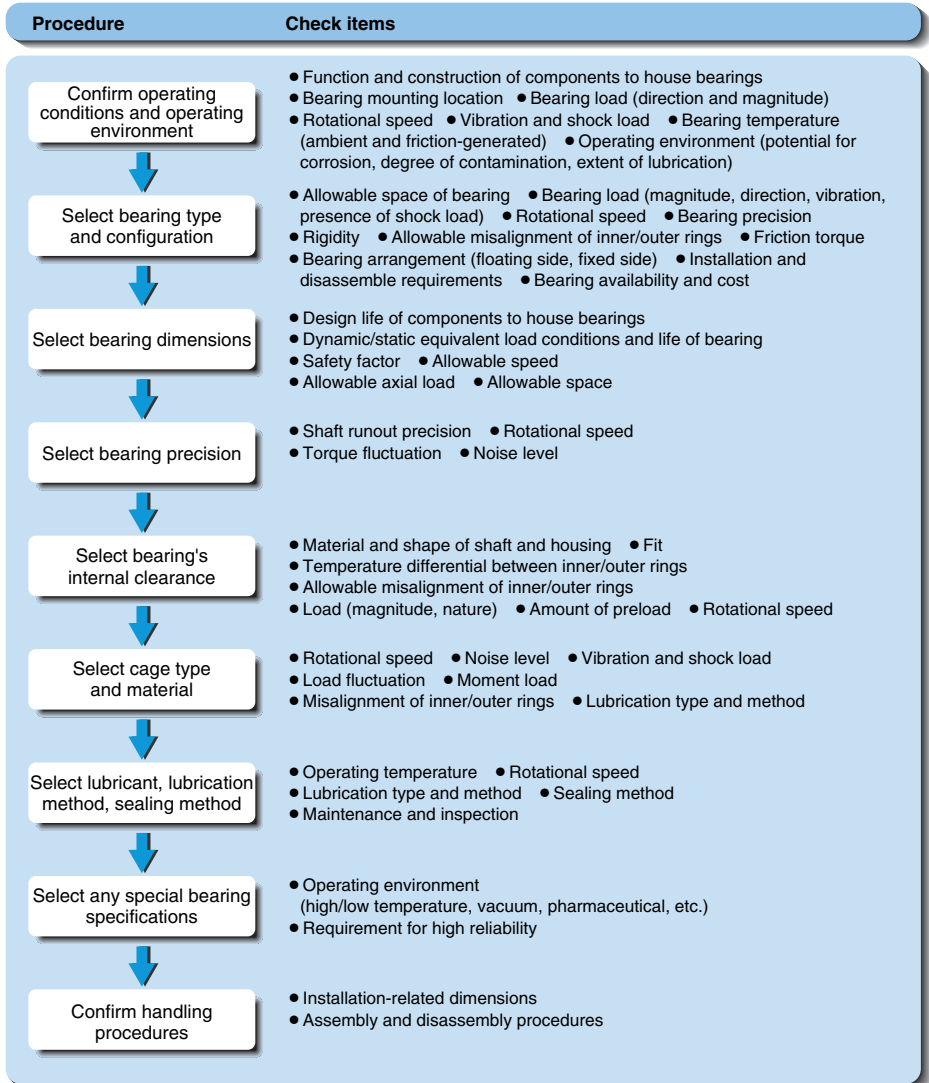 Procedure
Check items
Confirm operating
conditions and operating
environment
● Function and construction of components to house bearings
● Bearing mounting location ● Bearing load (direction and magnitude)
● Rotational speed ● Vibration and shock load ● Bearing temperature
(ambient and friction-generated) ● Operating environment (potential for
corrosion, degree of contamination, extent of lubrication)
Select bearing type
and configuration
● Allowable space of bearing ● Bearing load (magnitude, direction, vibration,
presence of shock load) ● Rotational speed ● Bearing precision
● Rigidity ● Allowable misalignment of inner/outer rings ● Friction torque
● Bearing arrangement (floating side, fixed side) ● Installation and
disassemble requirements ● Bearing availability and cost
Select bearing dimensions
● Design life of components to house bearings
● Dynamic/static equivalent load conditions and life of bearing
● Safety factor ● Allowable speed
● Allowable axial load ● Allowable space
Select bearing precision
● Shaft runout precision ● Rotational speed
● Torque fluctuation ● Noise level
Select bearing's
internal clearance
● Material and shape of shaft and housing ● Fit
● Temperature differential between inner/outer rings
● Allowable misalignment of inner/outer rings
● Load (magnitude, nature) ● Amount of preload ● Rotational speed
Select cage type
and material
● Rotational speed ● Noise level ● Vibration and shock load
● Load fluctuation ● Moment load
● Misalignment of inner/outer rings ● Lubrication type and method
Select lubricant, lubrication
method, sealing method
● Operating temperature ● Rotational speed
● Lubrication type and method ● Sealing method
● Maintenance and inspection
Select any special bearing
specifications
● Operating environment
(high/low temperature, vacuum, pharmaceutical, etc.)
● Requirement for high reliability
Confirm handling
procedures
● Installation-related dimensions
● Assembly and disassembly procedures